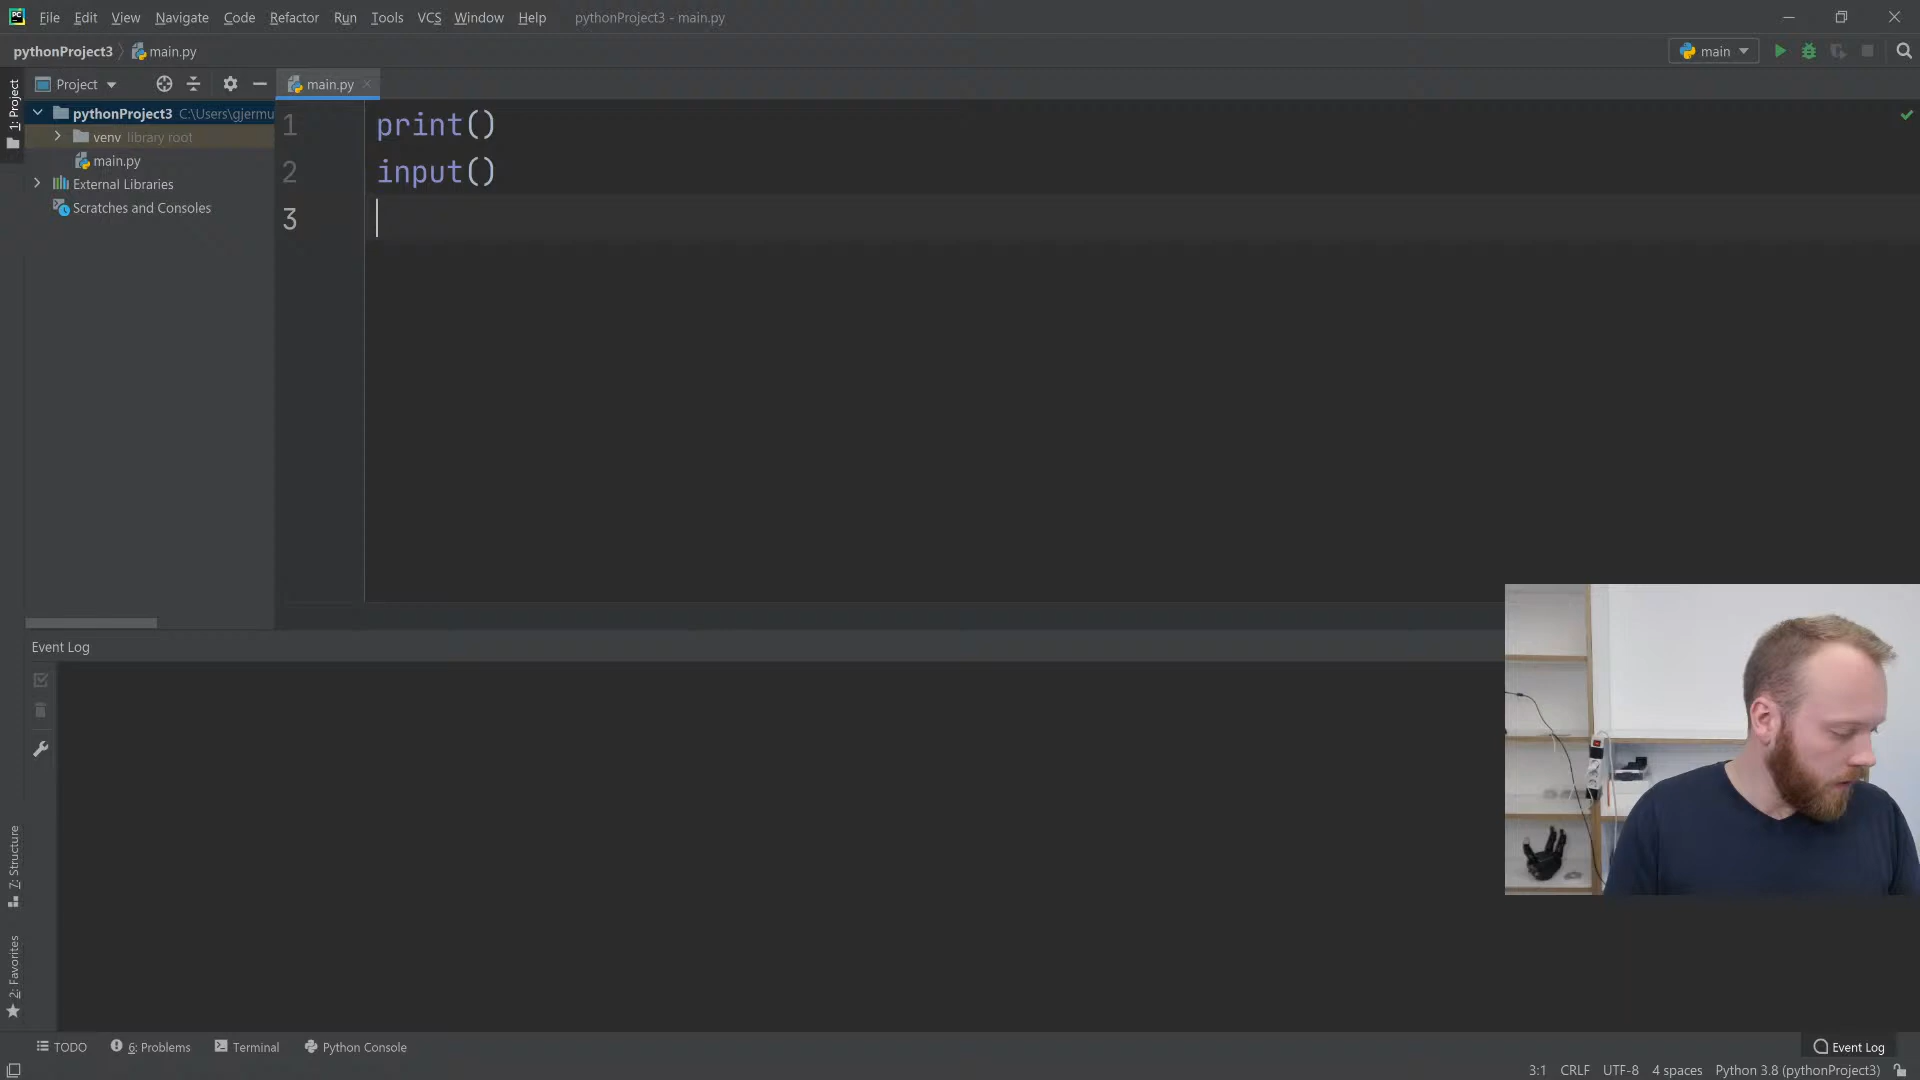 PC File Edit View Navigate Code Refactor Run Tools VCS Window Help pythonProject3 - main.py
pythonProject3 main.py main
1: Project
Project main.py
pythonProject3 C:\Users\gjermu
venv library root
main.py
External Libraries
Scratches and Consoles
1 print()
2 input()
3
Event Log
7: Structure
2: Favorites
TODO 6: Problems Terminal Python Console Event Log
3:1 CRLF UTF-8 4 spaces Python 3.8 (pythonProject3)